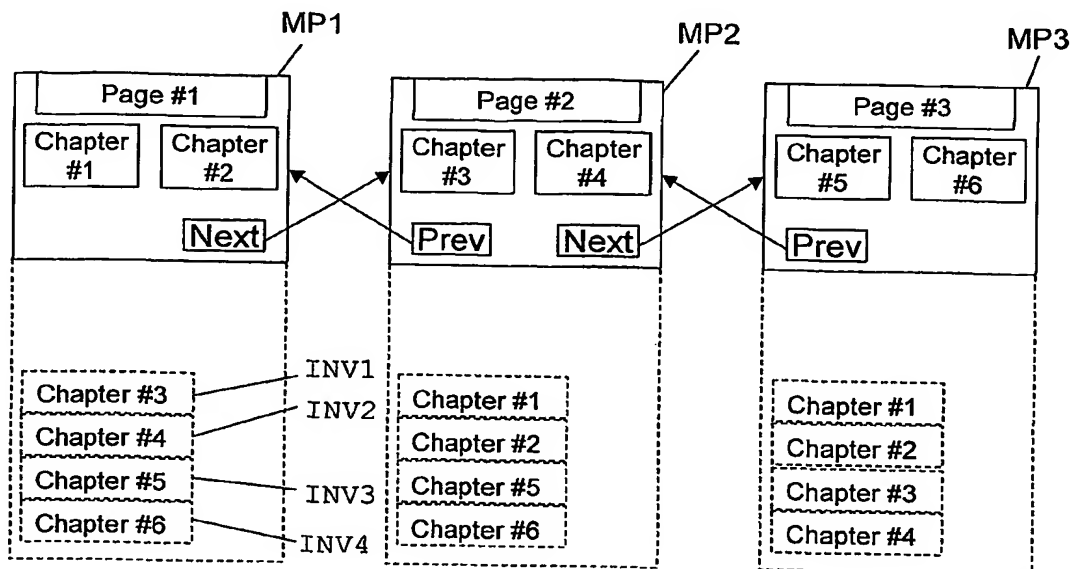 MP1
MP2
MP3
Page #1
Chapter #1
Chapter #2
Next
Page #2
Chapter #3
Chapter #4
Prev
Next
Page #3
Chapter #5
Chapter #6
Prev
Chapter #3
Chapter #4
Chapter #5
Chapter #6
INV1
INV2
INV3
INV4
Chapter #1
Chapter #2
Chapter #5
Chapter #6
Chapter #1
Chapter #2
Chapter #3
Chapter #4